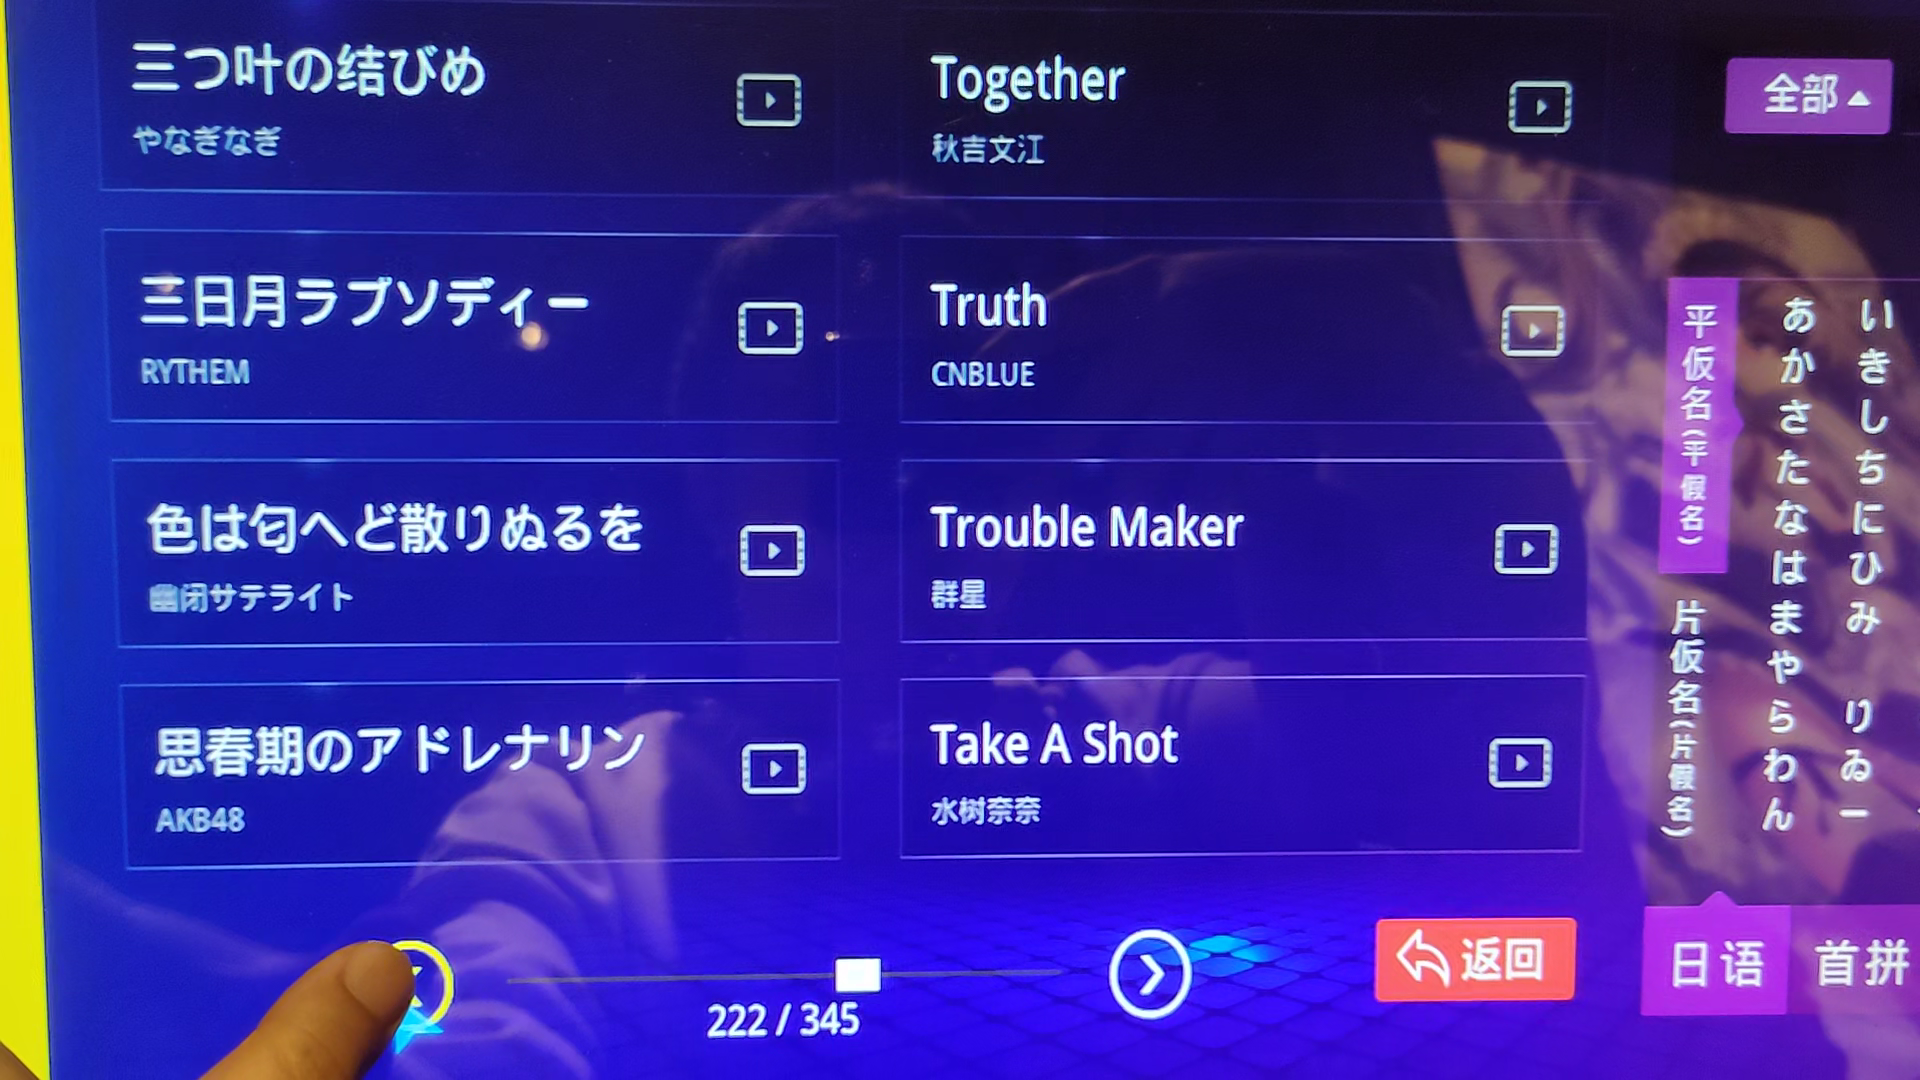 三つ叶の结びめ
やなぎなぎ
Together
秋吉文江
三日月ラブソディー
RYTHEM
Truth
CNBLUE
色は匂へど散りぬるを
幽闭サテライト
Trouble Maker
群星
思春期のアドレナリン
AKB48
Take A Shot
水树奈奈
222 / 345
返回
全部
平仮名(平假名)
片仮名(片假名)
あかさたなはまやらわん
いきしちにひみ りゐー
日语
首拼